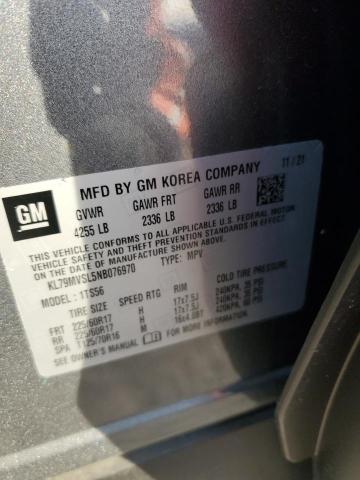 GM
MFD BY GM KOREA COMPANY 11/21
GVWR GAWR FRT GAWR RR
4255 LB 2336 LB 2336 LB
THIS VEHICLE CONFORMS TO ALL APPLICABLE U.S. FEDERAL
MOTOR VEHICLE SAFETY, BUMPER, AND THEFT PREVENTION
STANDARDS IN EFFECT ON THE DATE OF MANUFACTURE SHOWN ABOVE.
KL79MVSL5NB076970 TYPE: MPV
MODEL: 1TS56
TIRE SIZE SPEED RTG RIM COLD TIRE PRESSURE
FRT 225/60R17 H 17x7.5J 240KPA, 35 PSI
RR 225/60R17 H 17x7.5J 240KPA, 35 PSI
SPA T125/70R16 M 16x4.0BT 420KPA, 60 PSI
SEE OWNER'S MANUAL FOR ADDITIONAL INFORMATION